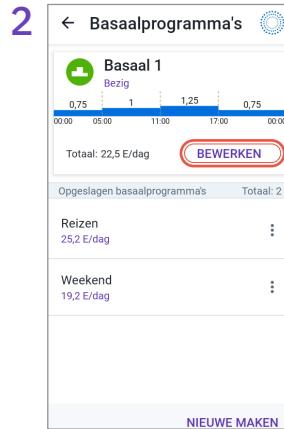 2
Basaalprogramma's
Basaal 1
Bezig
0,75 1 1,25 0,75
00:00 05:00 11:00 17:00 00:00
Totaal: 22,5 E/dag BEWERKEN
Opgeslagen basaalprogramma's Totaal: 2
Reizen
25,2 E/dag
Weekend
19,2 E/dag
NIEUWE MAKEN